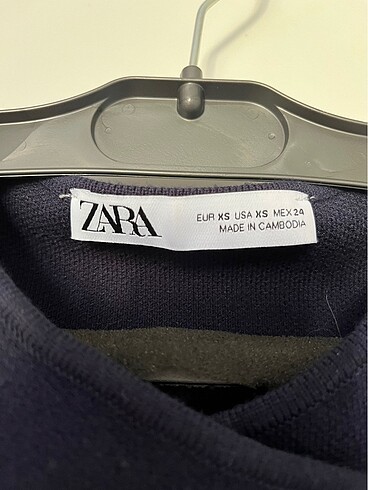 ZARA
EUR XS USA XS MEX 24
MADE IN CAMBODIA